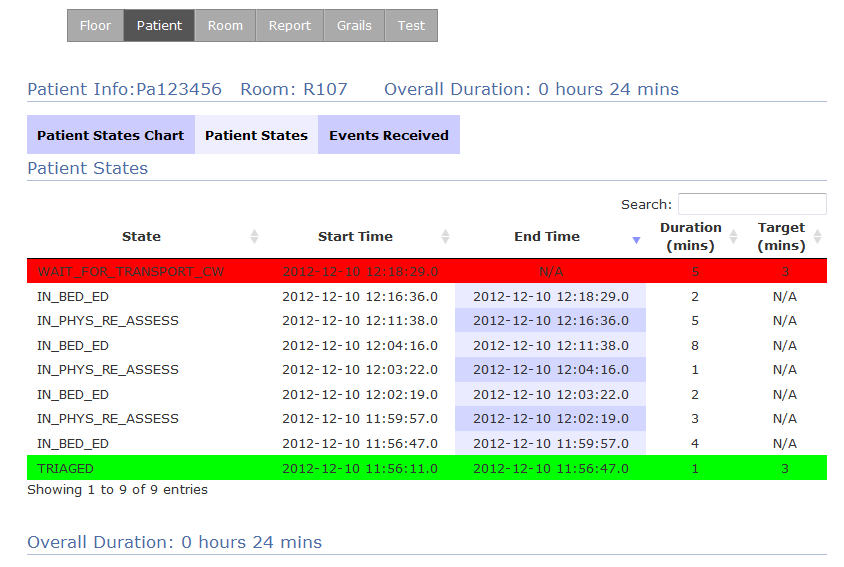 Floor Patient Room Report Grails Test
Patient Info:Pa123456 Room: R107 Overall Duration: 0 hours 24 mins
Patient States Chart Patient States Events Received
Patient States
Search:
State Start Time End Time Duration (mins) Target (mins)
WAIT_FOR_TRANSPORT_CW 2012-12-10 12:18:29.0 N/A 5 3
IN_BED_ED 2012-12-10 12:16:36.0 2012-12-10 12:18:29.0 2 N/A
IN_PHYS_RE_ASSESS 2012-12-10 12:11:38.0 2012-12-10 12:16:36.0 5 N/A
IN_BED_ED 2012-12-10 12:04:16.0 2012-12-10 12:11:38.0 8 N/A
IN_PHYS_RE_ASSESS 2012-12-10 12:03:22.0 2012-12-10 12:04:16.0 1 N/A
IN_BED_ED 2012-12-10 12:02:19.0 2012-12-10 12:03:22.0 2 N/A
IN_PHYS_RE_ASSESS 2012-12-10 11:59:57.0 2012-12-10 12:02:19.0 3 N/A
IN_BED_ED 2012-12-10 11:56:47.0 2012-12-10 11:59:57.0 4 N/A
TRIAGED 2012-12-10 11:56:11.0 2012-12-10 11:56:47.0 1 3
Showing 1 to 9 of 9 entries
Overall Duration: 0 hours 24 mins